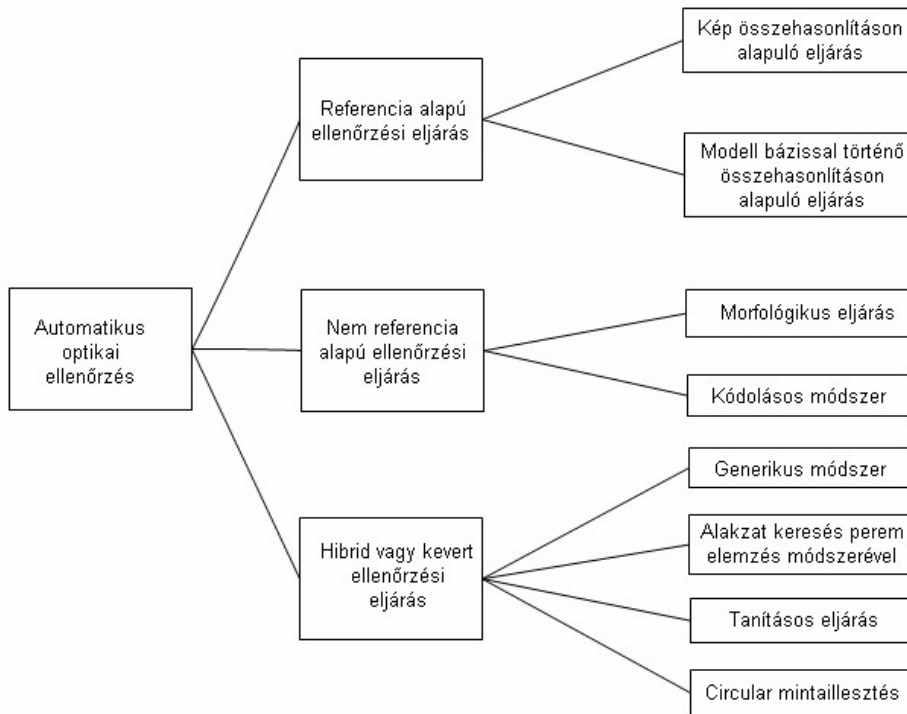 Automatikus
optikai
ellenőrzés
Referencia alapú
ellenőrzési eljárás
Kép összehasonlításon
alapuló eljárás
Modell bázissal történő
összehasonlításon
alapuló eljárás
Nem referencia
alapú ellenőrzési
eljárás
Morfológikus eljárás
Kódolásos módszer
Hibrid vagy kevert
ellenőrzési
eljárás
Generikus módszer
Alakzat keresés perem
elemzés módszerével
Tanításos eljárás
Circular mintaillesztés